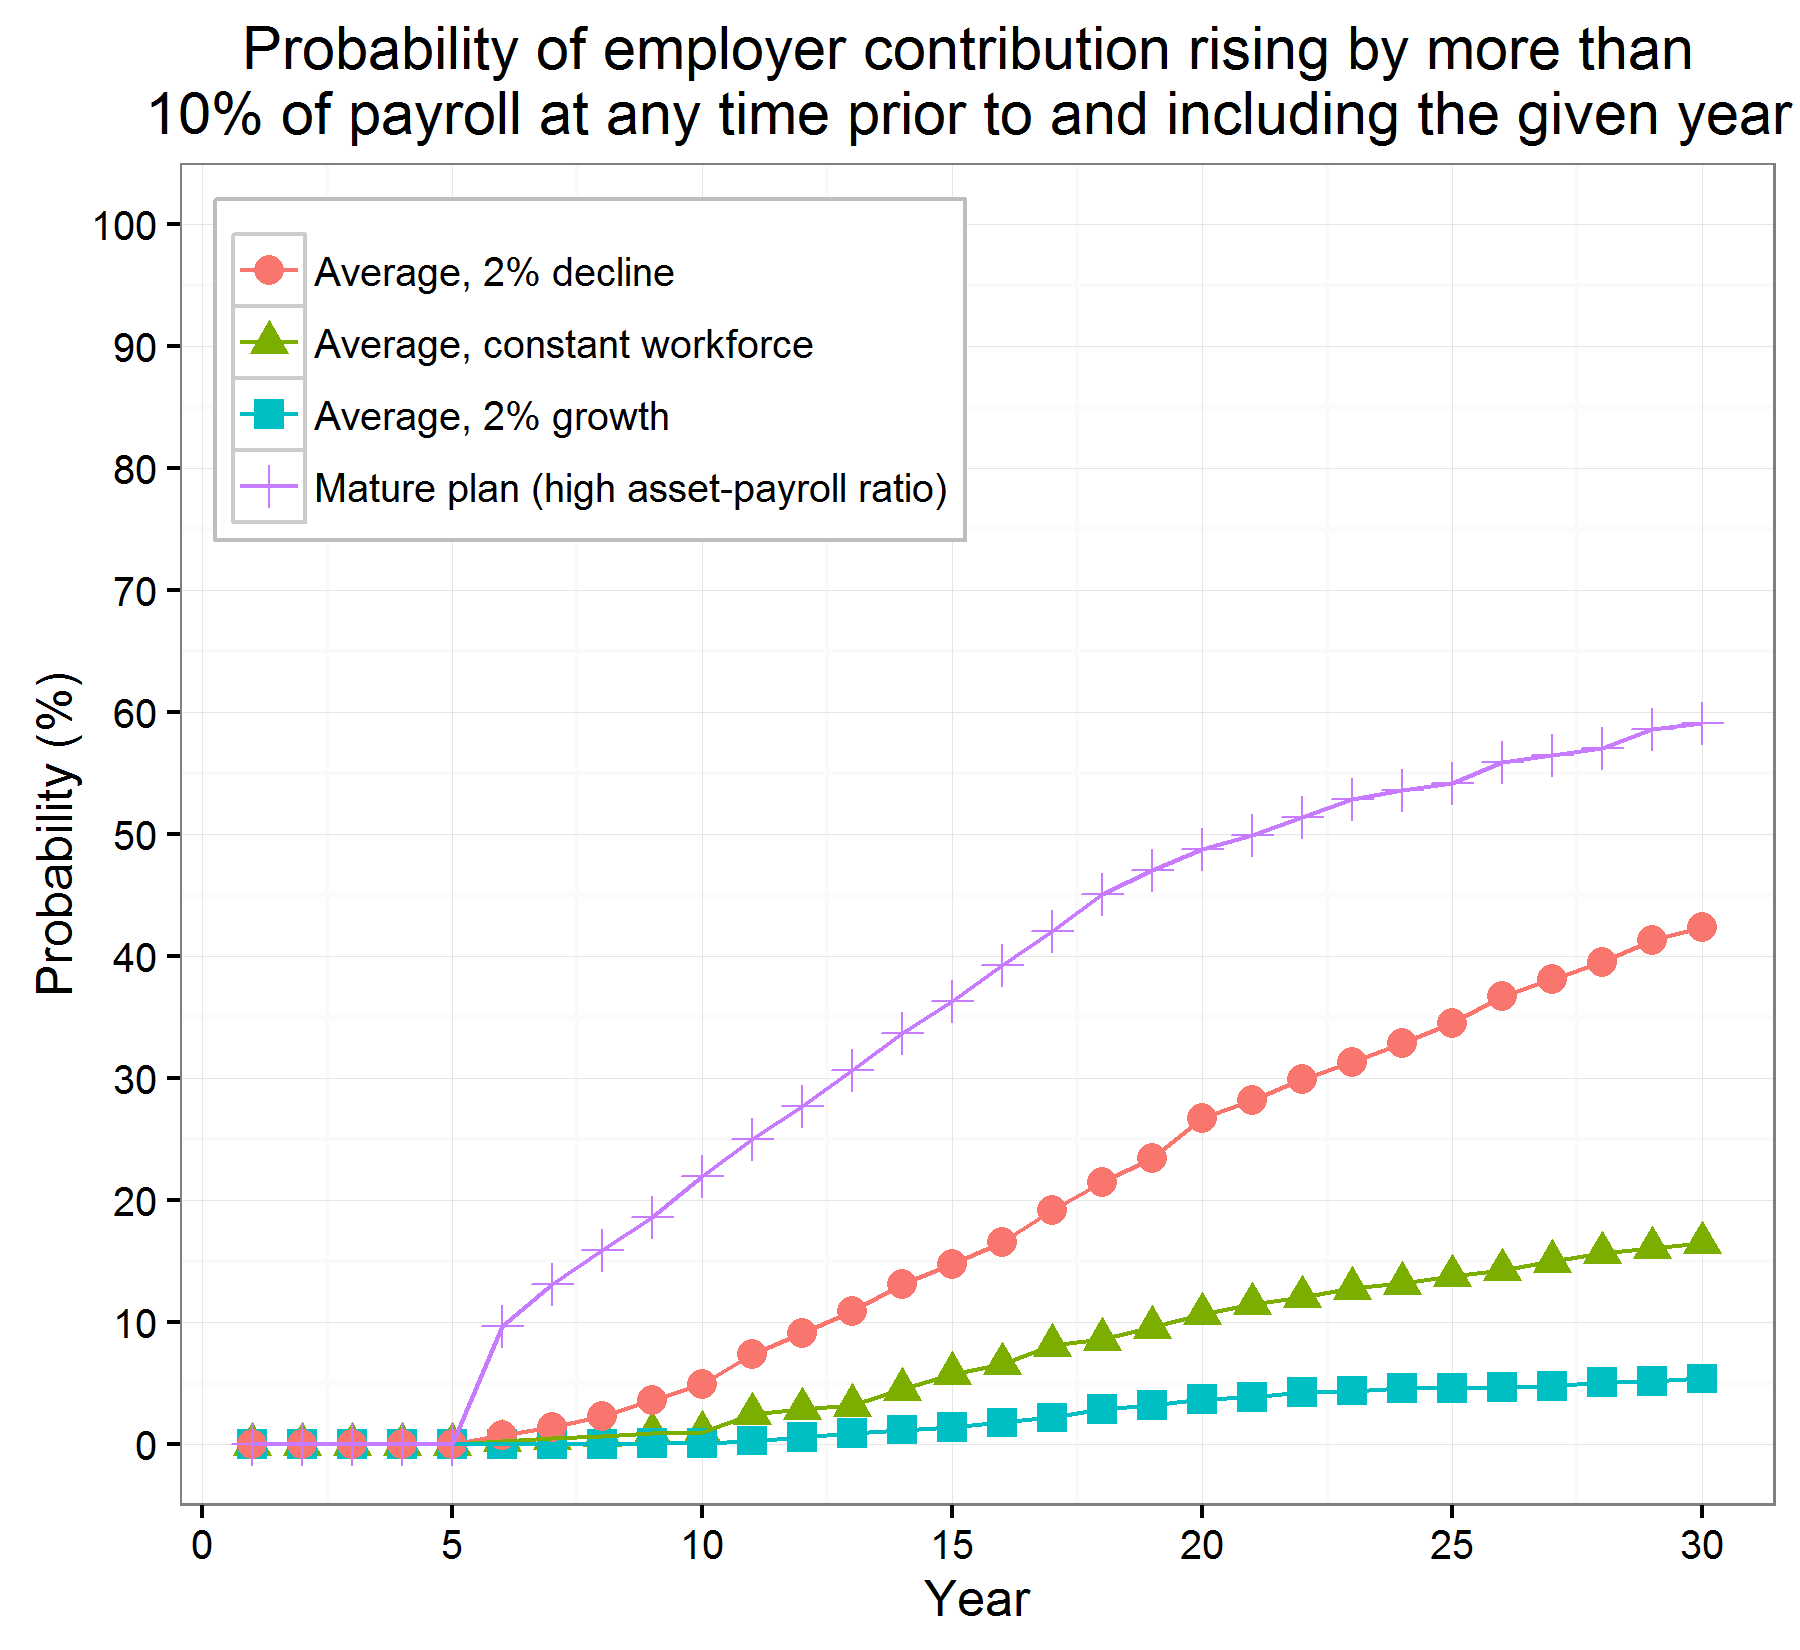 Probability of employer contribution rising by more than
10% of payroll at any time prior to and including the given year
Average, 2% decline
Average, constant workforce
Average, 2% growth
Mature plan (high asset-payroll ratio)
Probability (%)
100
90
80
70
60
50
40
30
20
10
0
0 5 10 15 20 25 30
Year